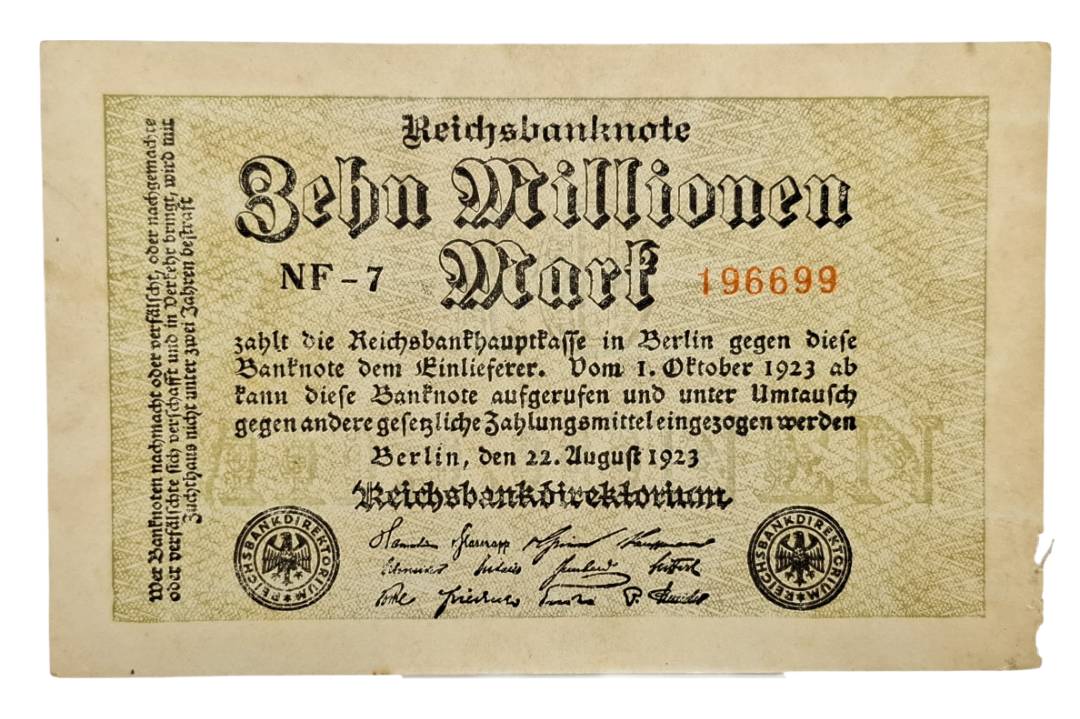 Reichsbanknote
Zehn Millionen
Mark
NF-7
196699
zahlt die Reichsbankhauptkasse in Berlin gegen diese
Banknote dem Einlieferer. Vom 1. Oktober 1923 ab
kann diese Banknote aufgerufen und unter Umtausch
gegen andere gesetzliche Zahlungsmittel eingezogen werden
Berlin, den 22. August 1923
Reichsbankdirektorium
REICHSBANKDIREKTORIUM
REICHSBANKDIREKTORIUM
Wer Banknoten nachmacht oder verfälscht, oder nachgemachte
oder verfälschte sich verschafft und in Verkehr bringt, wird mit
Zuchthaus nicht unter zwei Jahren bestraft